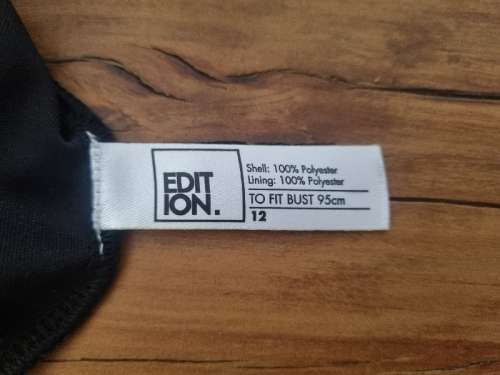 EDIT
ION.
Shell: 100% Polyester
Lining: 100% Polyester
TO FIT BUST 95cm
12